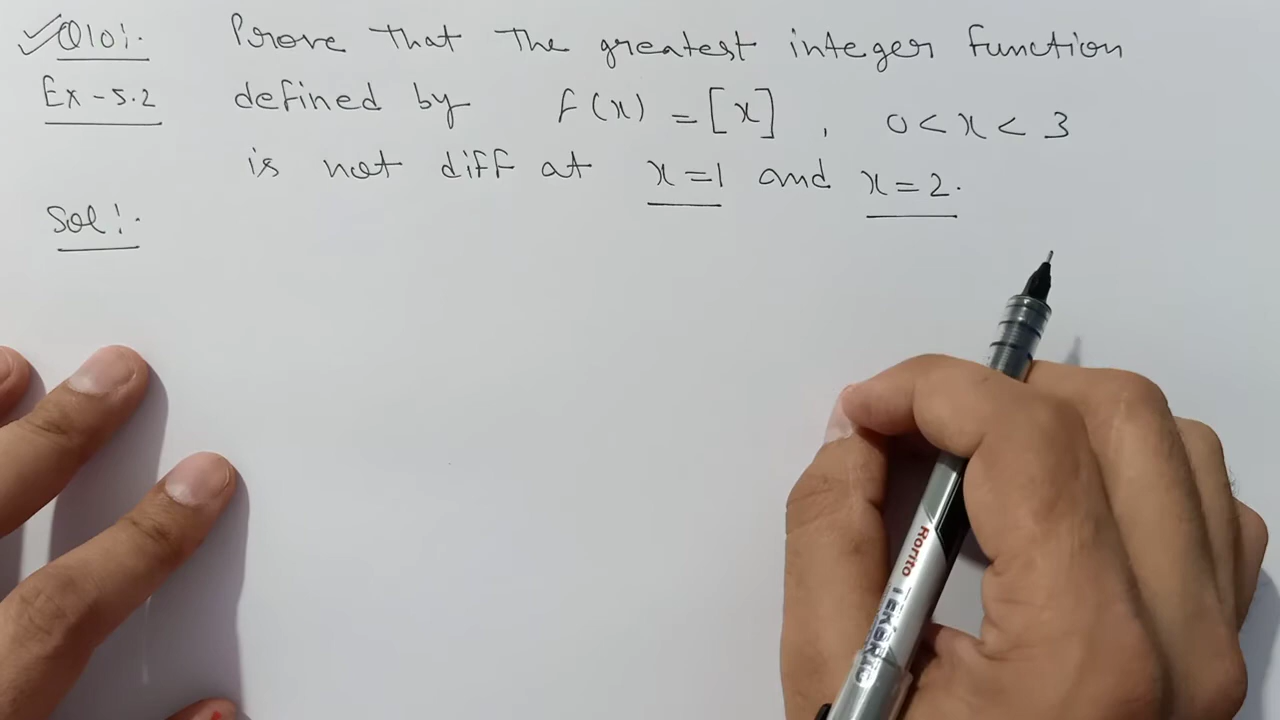 Q10!. Prove that the greatest integer function
Ex-5.2 defined by f(x) = [x] , 0 < x < 3
is not diff at x=1 and x=2.
Sol!.
Rorito